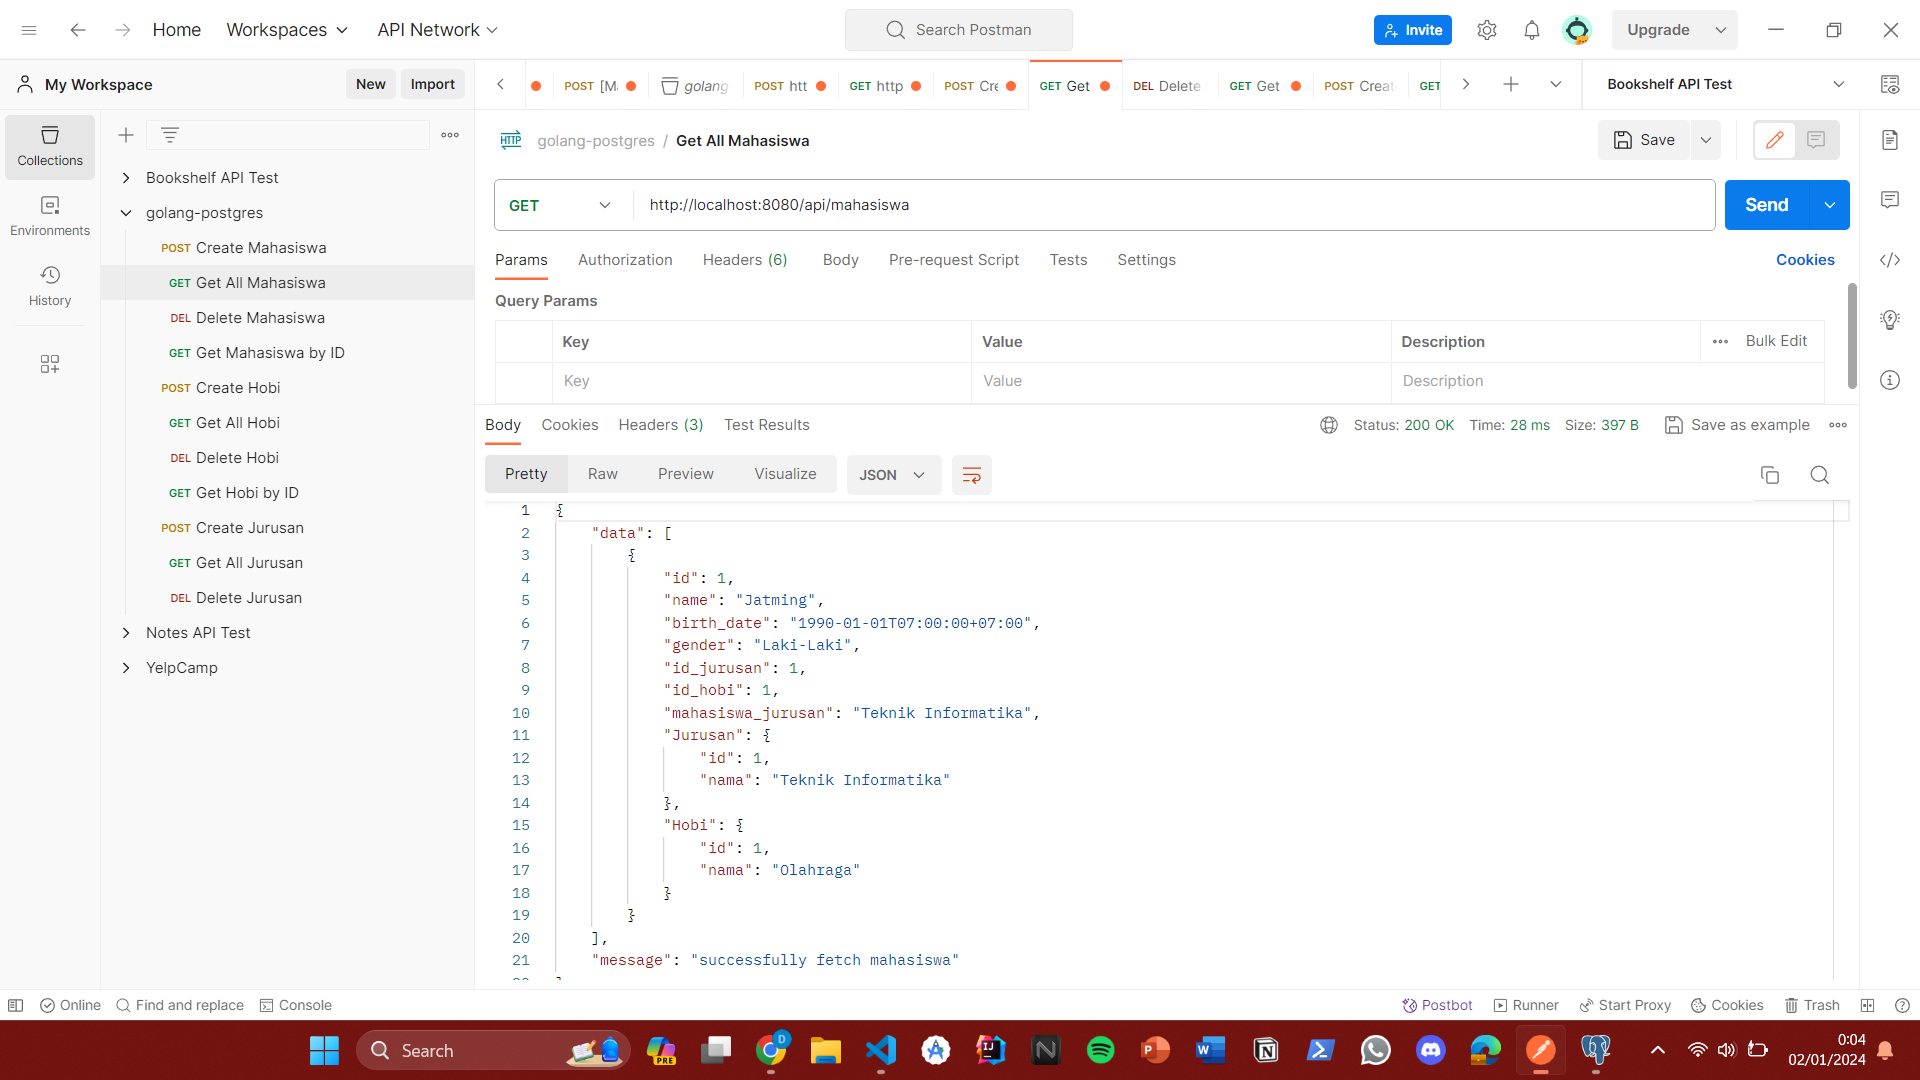 Home Workspaces API Network Search Postman Invite Upgrade
My Workspace New Import
POST [M POST golang POST htt GET http POST Cre GET Get DEL Delete GET Get POST Creat GET Bookshelf API Test
golang-postgres / Get All Mahasiswa Save
GET http://localhost:8080/api/mahasiswa Send
Params Authorization Headers (6) Body Pre-request Script Tests Settings Cookies
Query Params
Key Value Description Bulk Edit
Key Value Description
Collections
Environments
History
Bookshelf API Test
golang-postgres
POST Create Mahasiswa
GET Get All Mahasiswa
DEL Delete Mahasiswa
GET Get Mahasiswa by ID
POST Create Hobi
GET Get All Hobi
DEL Delete Hobi
GET Get Hobi by ID
POST Create Jurusan
GET Get All Jurusan
DEL Delete Jurusan
Notes API Test
YelpCamp
Body Cookies Headers (3) Test Results Status: 200 OK Time: 28 ms Size: 397 B Save as example
Pretty Raw Preview Visualize JSON
1 {
2 "data": [
3 {
4 "id": 1,
5 "name": "Jatming",
6 "birth_date": "1990-01-01T07:00:00+07:00",
7 "gender": "Laki-Laki",
8 "id_jurusan": 1,
9 "id_hobi": 1,
10 "mahasiswa_jurusan": "Teknik Informatika",
11 "Jurusan": {
12 "id": 1,
13 "nama": "Teknik Informatika"
14 },
15 "Hobi": {
16 "id": 1,
17 "nama": "Olahraga"
18 }
19 }
20 ],
21 "message": "successfully fetch mahasiswa"
Online Find and replace Console Postbot Runner Start Proxy Cookies Trash
Search 0:04
02/01/2024